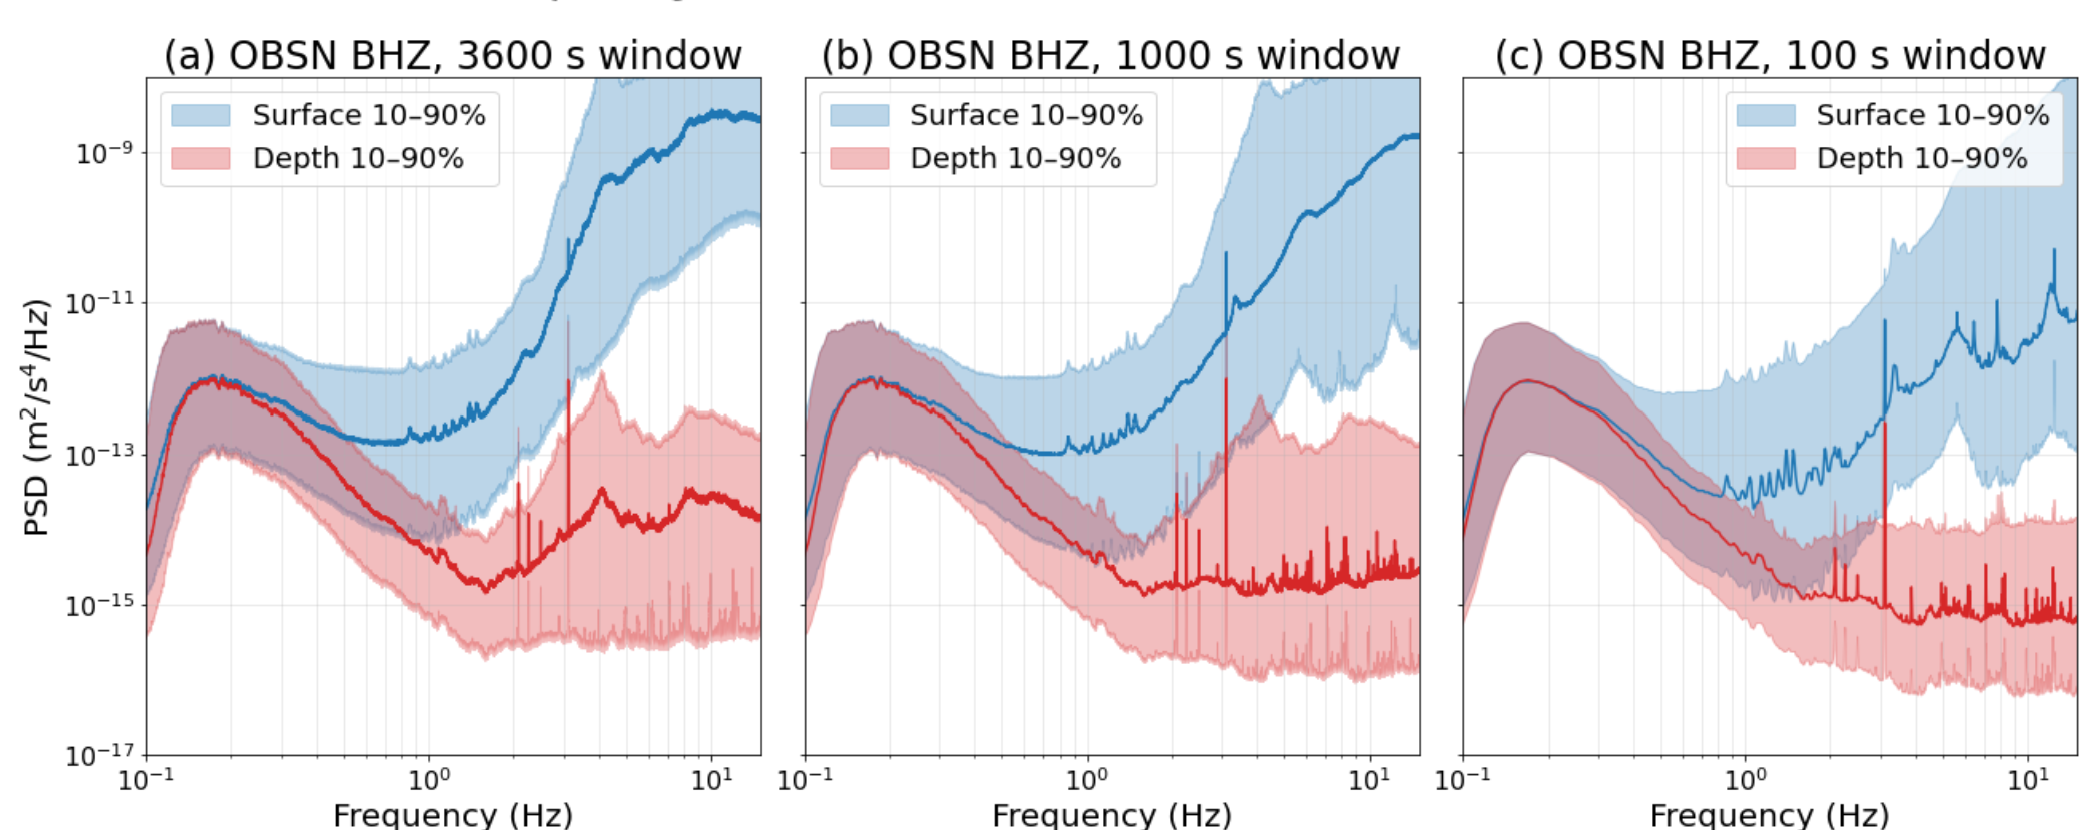 (a) OBSN BHZ, 3600 s window
(b) OBSN BHZ, 1000 s window
(c) OBSN BHZ, 100 s window
Surface 10–90%
Depth 10–90%
Surface 10–90%
Depth 10–90%
Surface 10–90%
Depth 10–90%
PSD (m²/s⁴/Hz)
10⁻⁹
10⁻¹¹
10⁻¹³
10⁻¹⁵
10⁻¹⁷
10⁻¹ 10⁰ 10¹
10⁻¹ 10⁰ 10¹
10⁻¹ 10⁰ 10¹
Frequency (Hz)
Frequency (Hz)
Frequency (Hz)